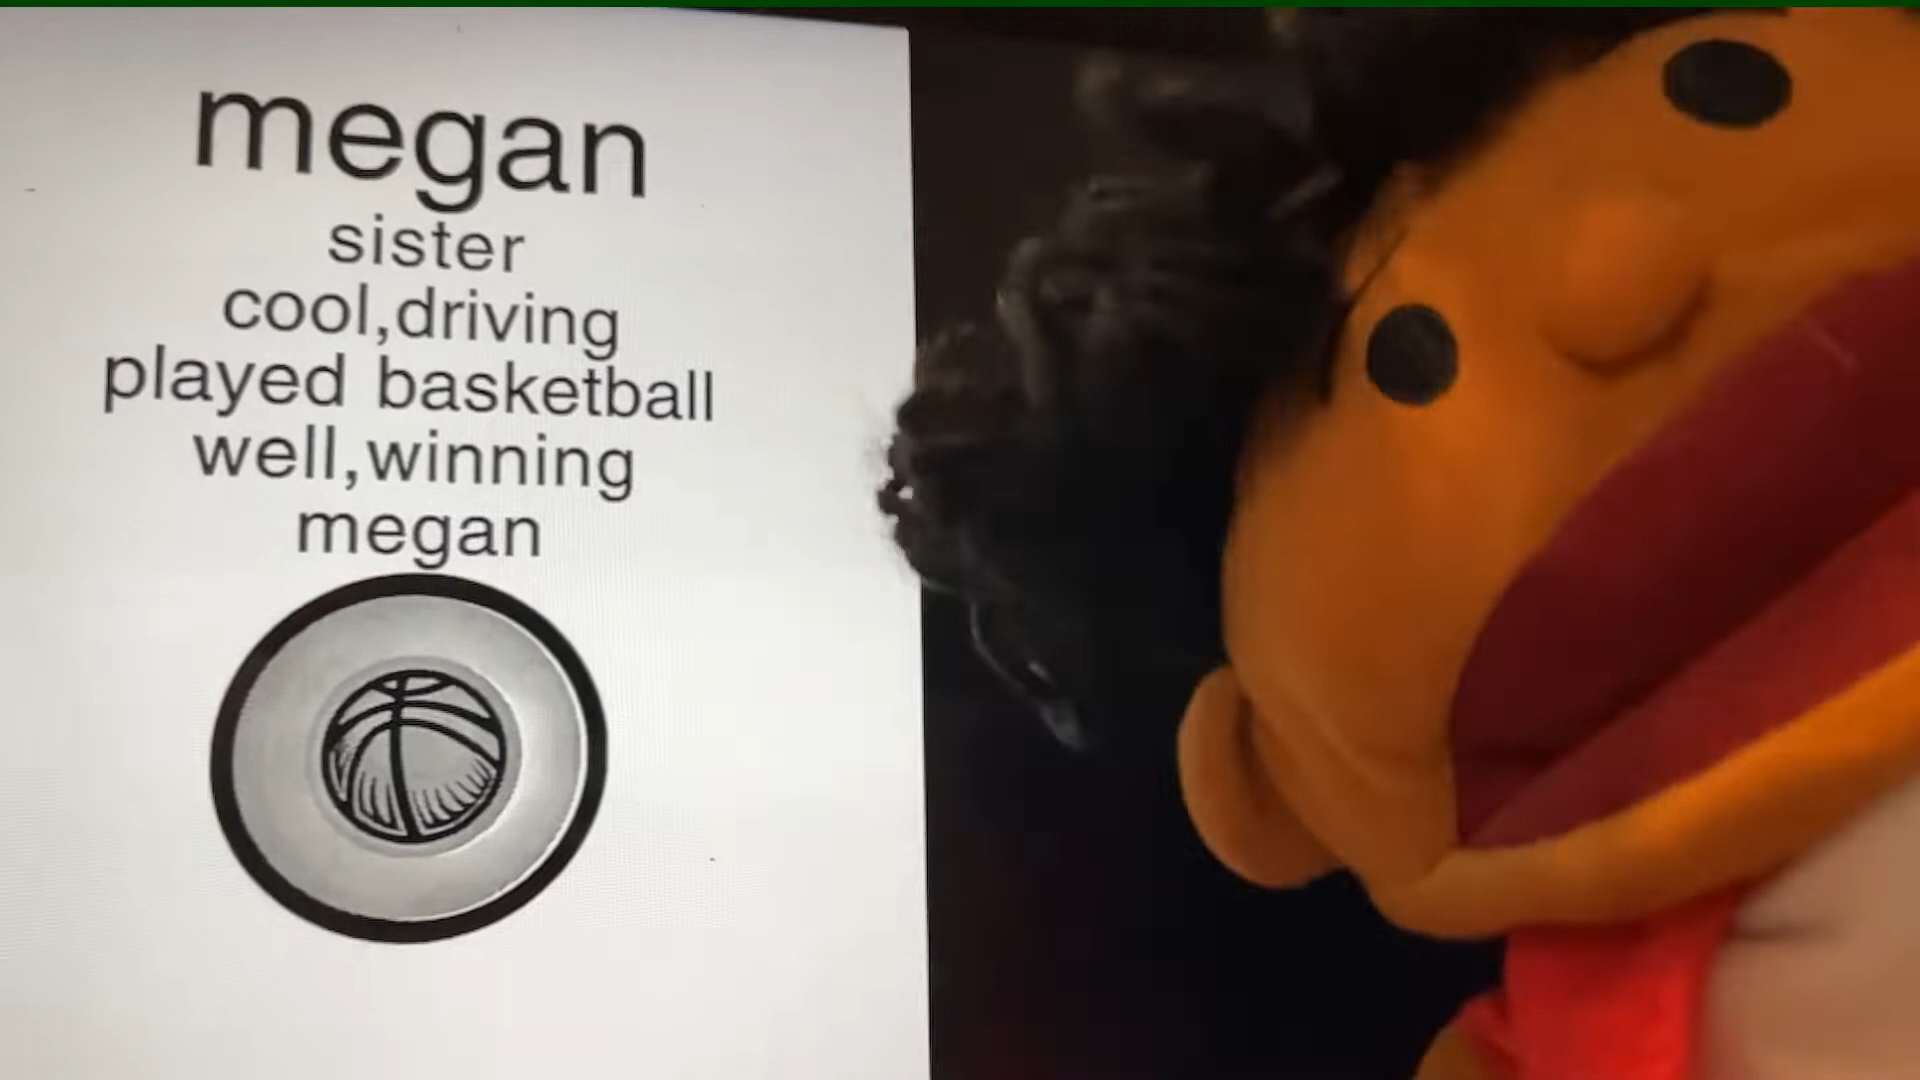 megan
sister
cool,driving
played basketball
well,winning
megan